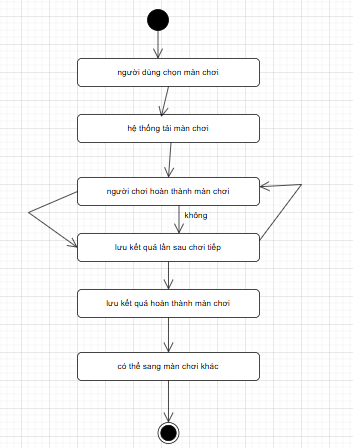 người dùng chọn màn chơi
hệ thống tải màn chơi
người chơi hoàn thành màn chơi
không
lưu kết quả lần sau chơi tiếp
lưu kết quả hoàn thành màn chơi
có thể sang màn chơi khác